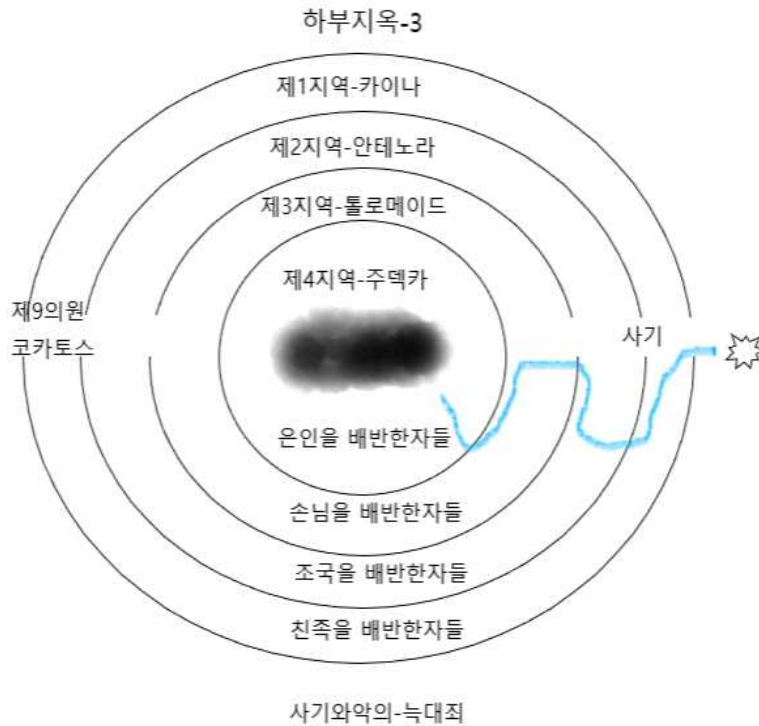 하부지옥-3
제1지역-카이나
제2지역-안테노라
제3지역-톨로메이드
제4지역-주덱카
제9의원
코카토스
사기
은인을 배반한자들
손님을 배반한자들
조국을 배반한자들
친족을 배반한자들
사기와악의-늑대죄